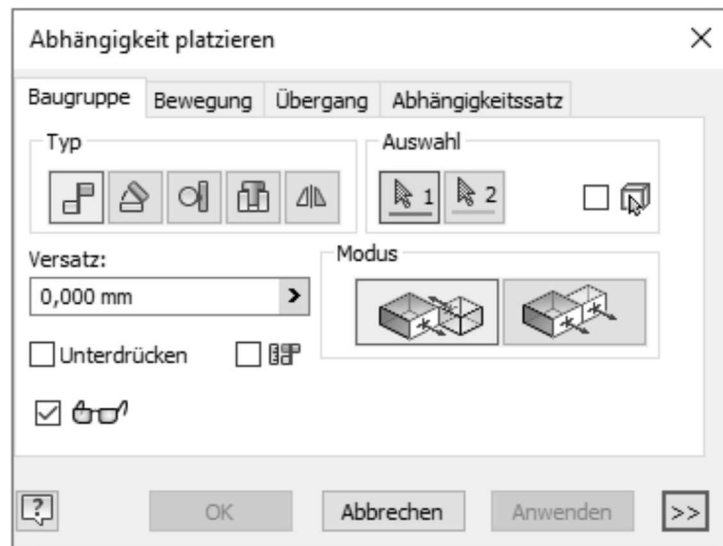 Abhängigkeit platzieren
Baugruppe Bewegung Übergang Abhängigkeitssatz
Typ
Auswahl
1 2
Versatz:
0,000 mm
Modus
Unterdrücken
OK Abbrechen Anwenden >>